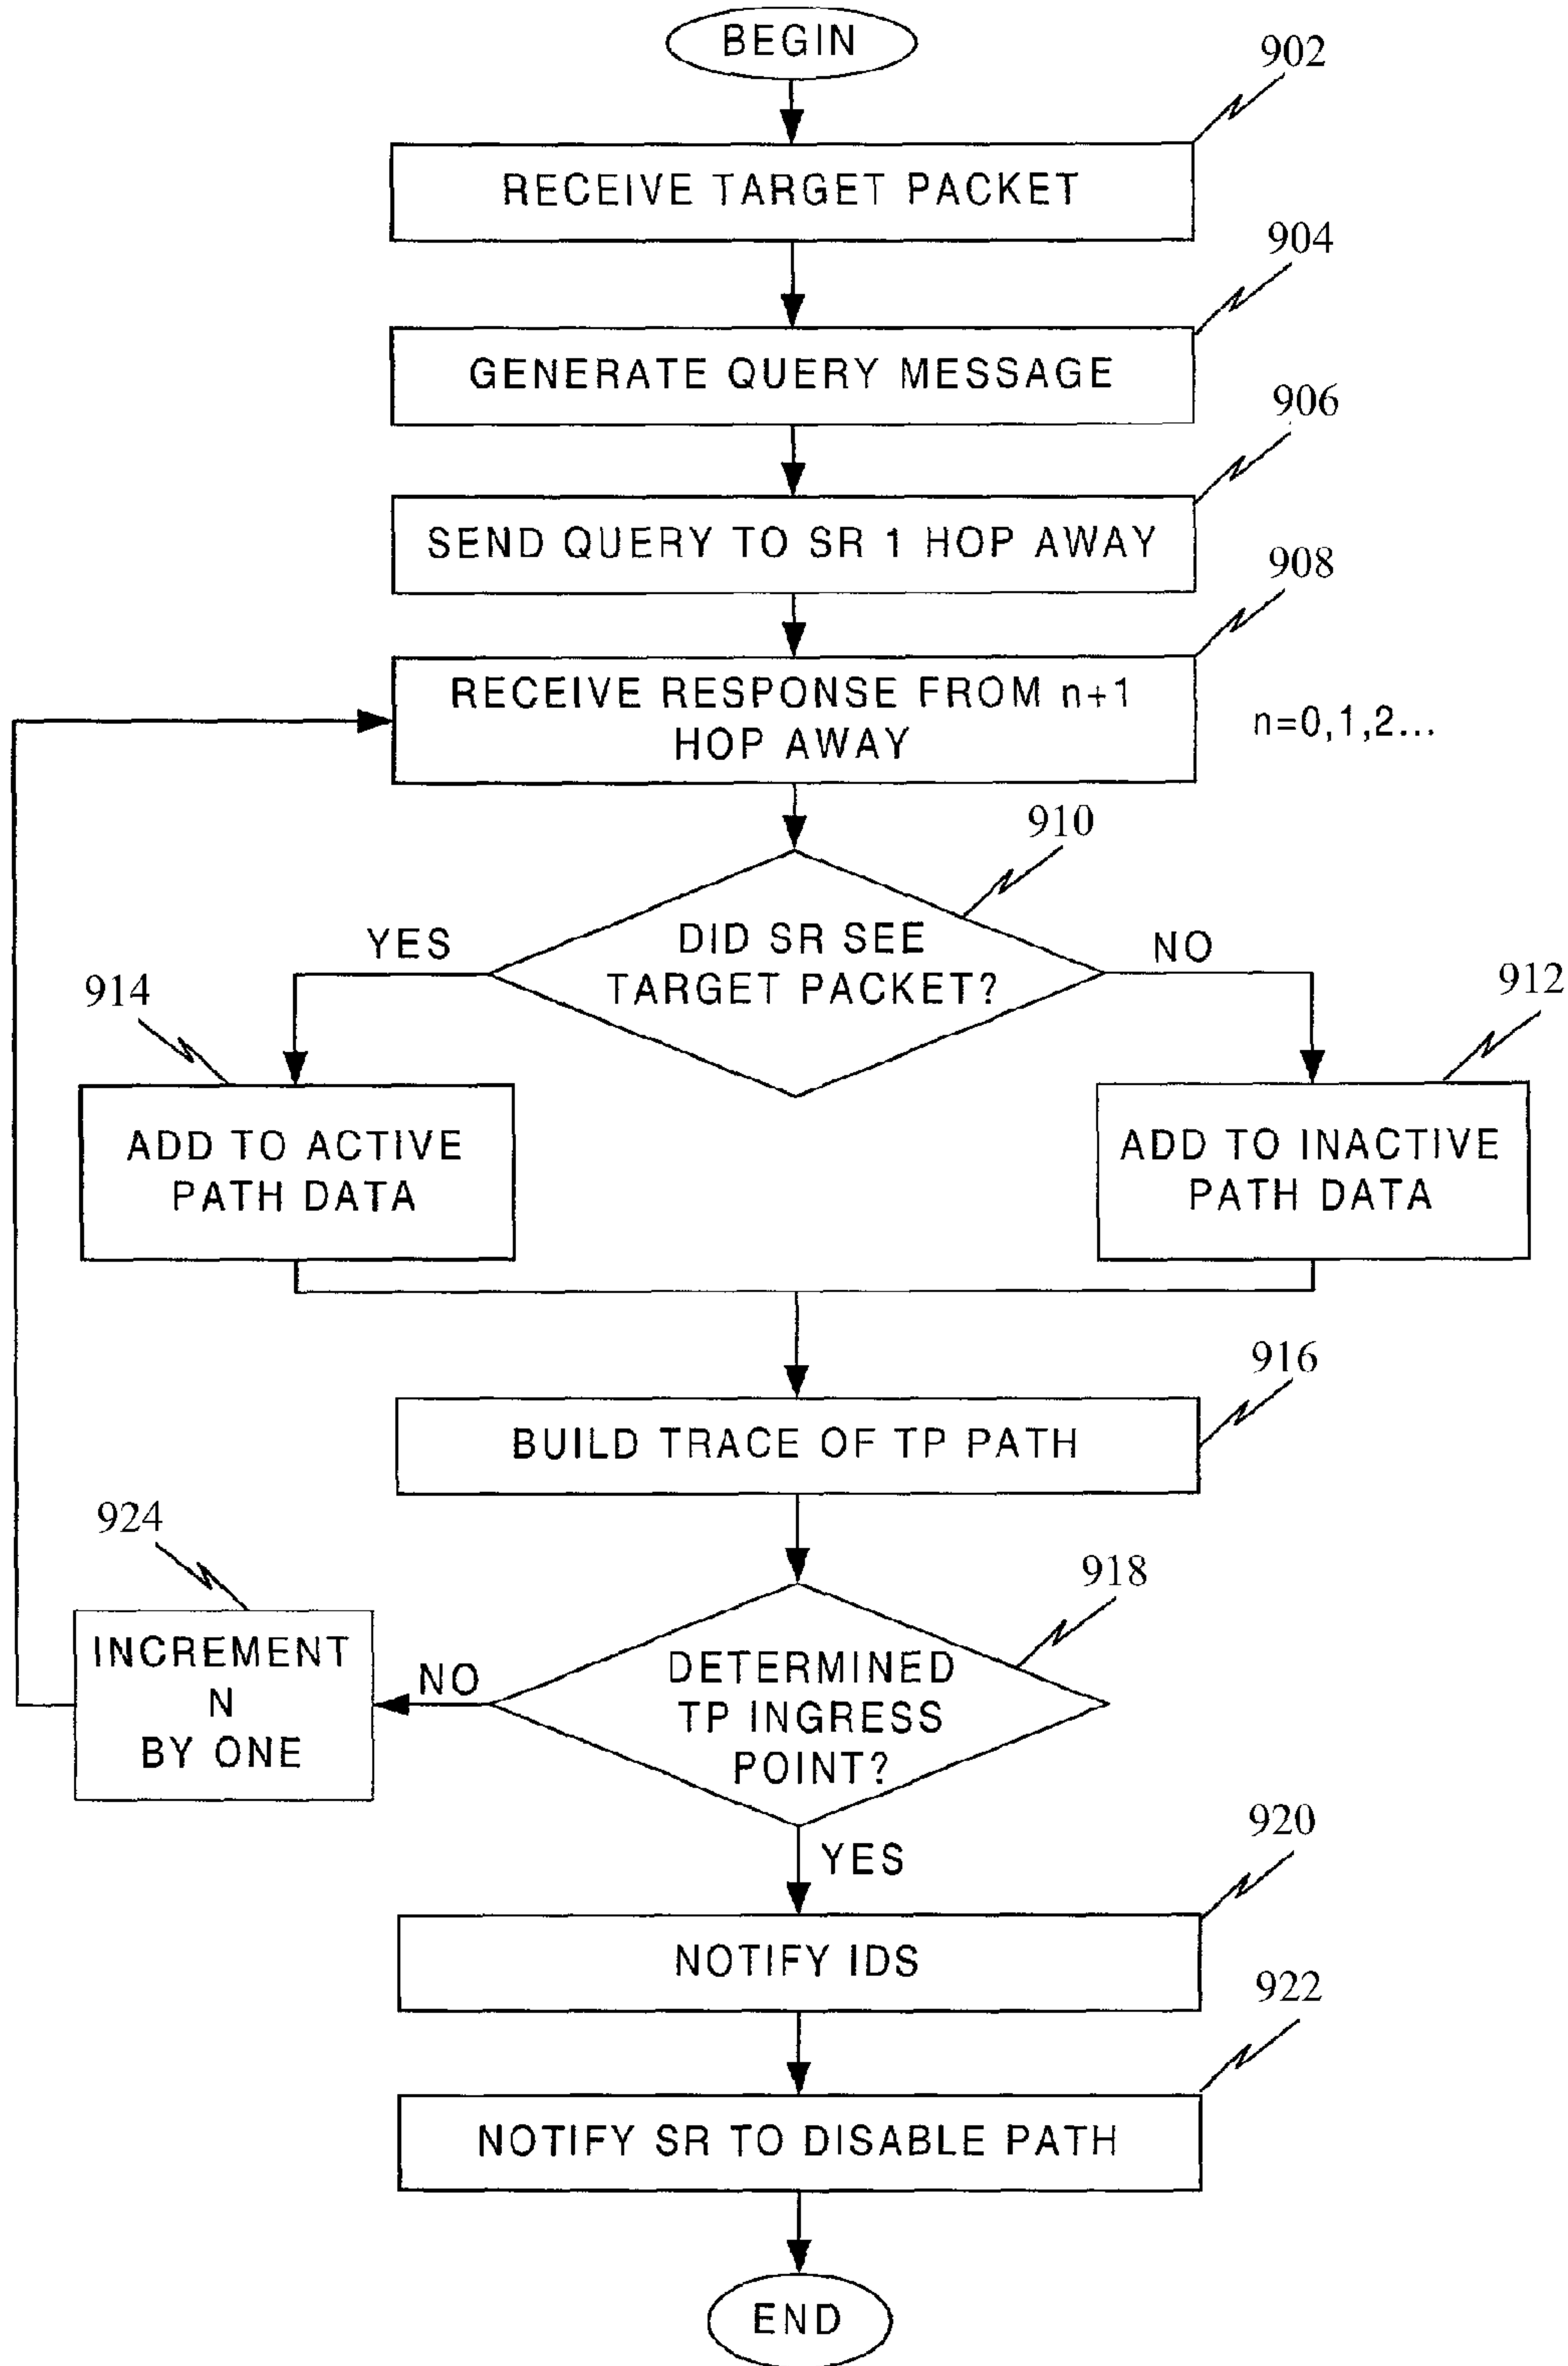 BEGIN
902
RECEIVE TARGET PACKET
904
GENERATE QUERY MESSAGE
906
SEND QUERY TO SR 1 HOP AWAY
908
RECEIVE RESPONSE FROM n+1
HOP AWAY
n=0,1,2...
910
DID SR SEE
TARGET PACKET?
YES
NO
914
912
ADD TO ACTIVE
PATH DATA
ADD TO INACTIVE
PATH DATA
916
BUILD TRACE OF TP PATH
924
918
INCREMENT
N
BY ONE
NO
DETERMINED
TP INGRESS
POINT?
YES
920
NOTIFY IDS
922
NOTIFY SR TO DISABLE PATH
END